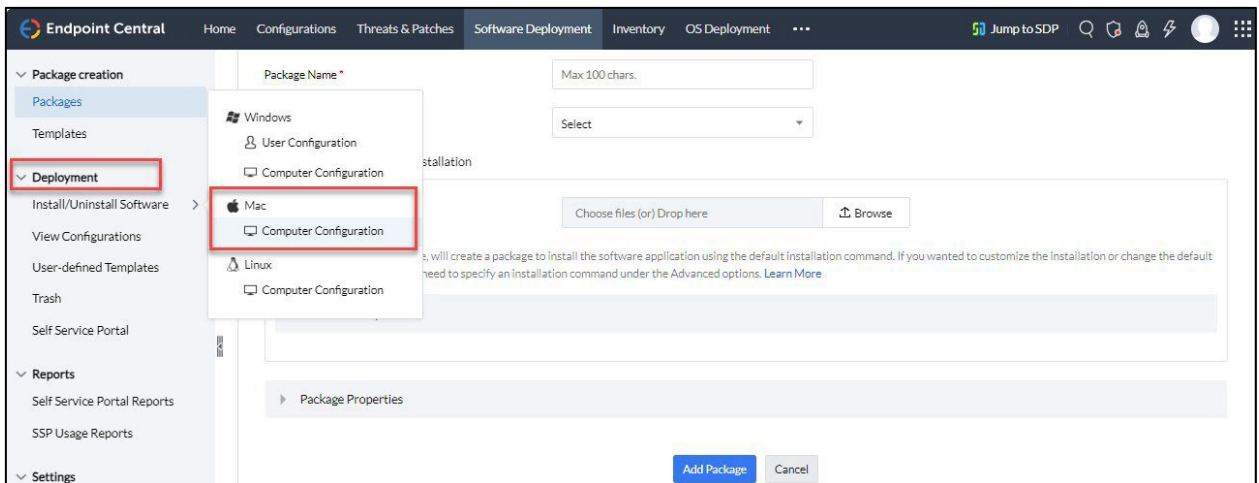 Endpoint Central Home Configurations Threats & Patches Software Deployment Inventory OS Deployment ••• Jump to SDP
Package creation
Packages
Templates
Deployment
Install/Uninstall Software
View Configurations
User-defined Templates
Trash
Self Service Portal
Reports
Self Service Portal Reports
SSP Usage Reports
Settings
Windows
User Configuration
Computer Configuration
Mac
Computer Configuration
Linux
Computer Configuration
Package Name *
Max 100 chars.
Select
stallation
Choose files (or) Drop here
Browse
e, will create a package to install the software application using the default installation command. If you wanted to customize the installation or change the default
need to specify an installation command under the Advanced options. Learn More
Package Properties
Add Package Cancel